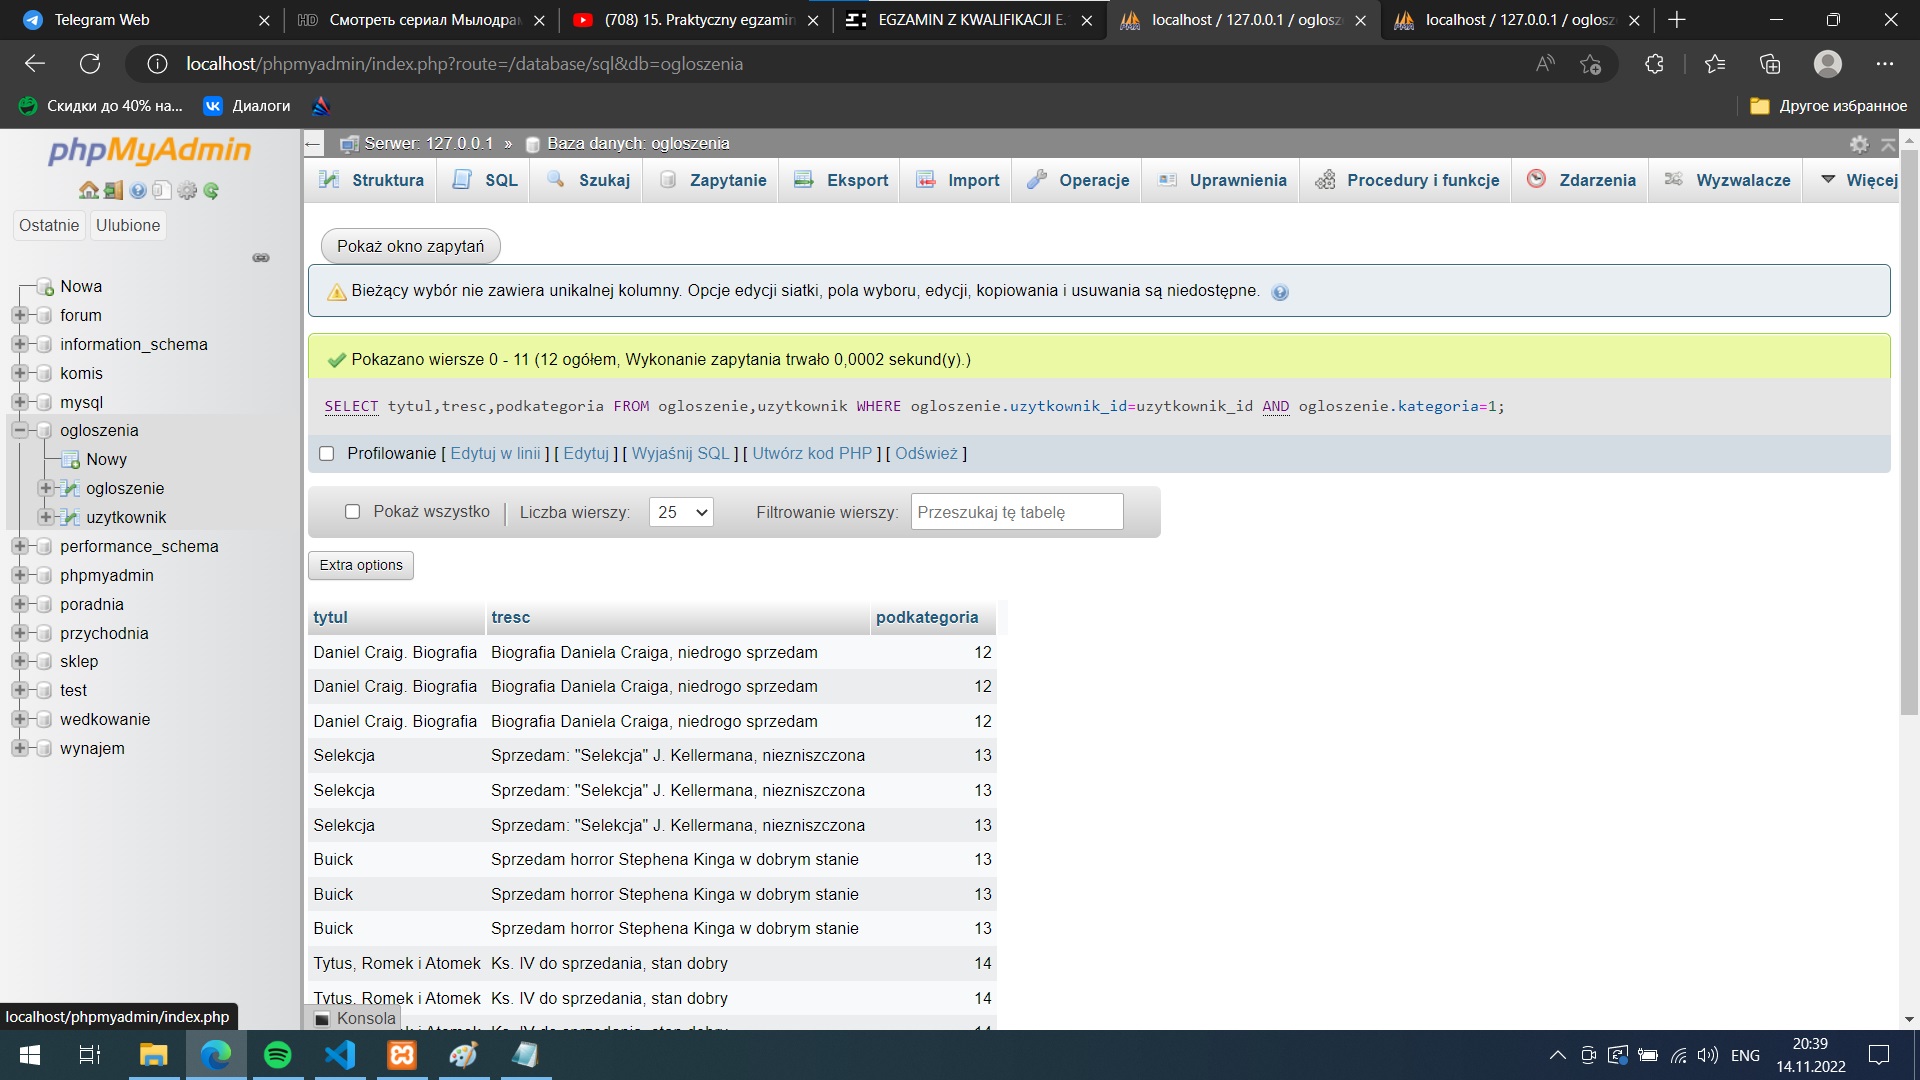 Telegram Web
HD Смотреть сериал Мылодрам
(708) 15. Praktyczny egzamin
EGZAMIN Z KWALIFIKACJI E.
localhost / 127.0.0.1 / oglosz
localhost / 127.0.0.1 / oglosz
localhost/phpmyadmin/index.php?route=/database/sql&db=ogloszenia
Скидки до 40% на...
Диалоги
Другое избранное
phpMyAdmin
Ostatnie
Ulubione
Nowa
forum
information_schema
komis
mysql
ogloszenia
Nowy
ogloszenie
uzytkownik
performance_schema
phpmyadmin
poradnia
przychodnia
sklep
test
wedkowanie
wynajem
localhost/phpmyadmin/index.php
Serwer: 127.0.0.1 » Baza danych: ogloszenia
Struktura
SQL
Szukaj
Zapytanie
Eksport
Import
Operacje
Uprawnienia
Procedury i funkcje
Zdarzenia
Wyzwalacze
Więcej
Pokaż okno zapytań
Bieżący wybór nie zawiera unikalnej kolumny. Opcje edycji siatki, pola wyboru, edycji, kopiowania i usuwania są niedostępne.
Pokazano wiersze 0 - 11 (12 ogółem, Wykonanie zapytania trwało 0,0002 sekund(y).)
SELECT tytul,tresc,podkategoria FROM ogloszenie,uzytkownik WHERE ogloszenie.uzytkownik_id=uzytkownik_id AND ogloszenie.kategoria=1;
Profilowanie [ Edytuj w linii ] [ Edytuj ] [ Wyjaśnij SQL ] [ Utwórz kod PHP ] [ Odśwież ]
Pokaż wszystko | Liczba wierszy: 25 Filtrowanie wierszy: Przeszukaj tę tabelę
Extra options
tytul tresc podkategoria
Daniel Craig. Biografia Biografia Daniela Craiga, niedrogo sprzedam 12
Daniel Craig. Biografia Biografia Daniela Craiga, niedrogo sprzedam 12
Daniel Craig. Biografia Biografia Daniela Craiga, niedrogo sprzedam 12
Selekcja Sprzedam: "Selekcja" J. Kellermana, niezniszczona 13
Selekcja Sprzedam: "Selekcja" J. Kellermana, niezniszczona 13
Selekcja Sprzedam: "Selekcja" J. Kellermana, niezniszczona 13
Buick Sprzedam horror Stephena Kinga w dobrym stanie 13
Buick Sprzedam horror Stephena Kinga w dobrym stanie 13
Buick Sprzedam horror Stephena Kinga w dobrym stanie 13
Tytus, Romek i Atomek Ks. IV do sprzedania, stan dobry 14
Tytus, Romek i Atomek Ks. IV do sprzedania, stan dobry 14
Konsola
ENG
20:39
14.11.2022